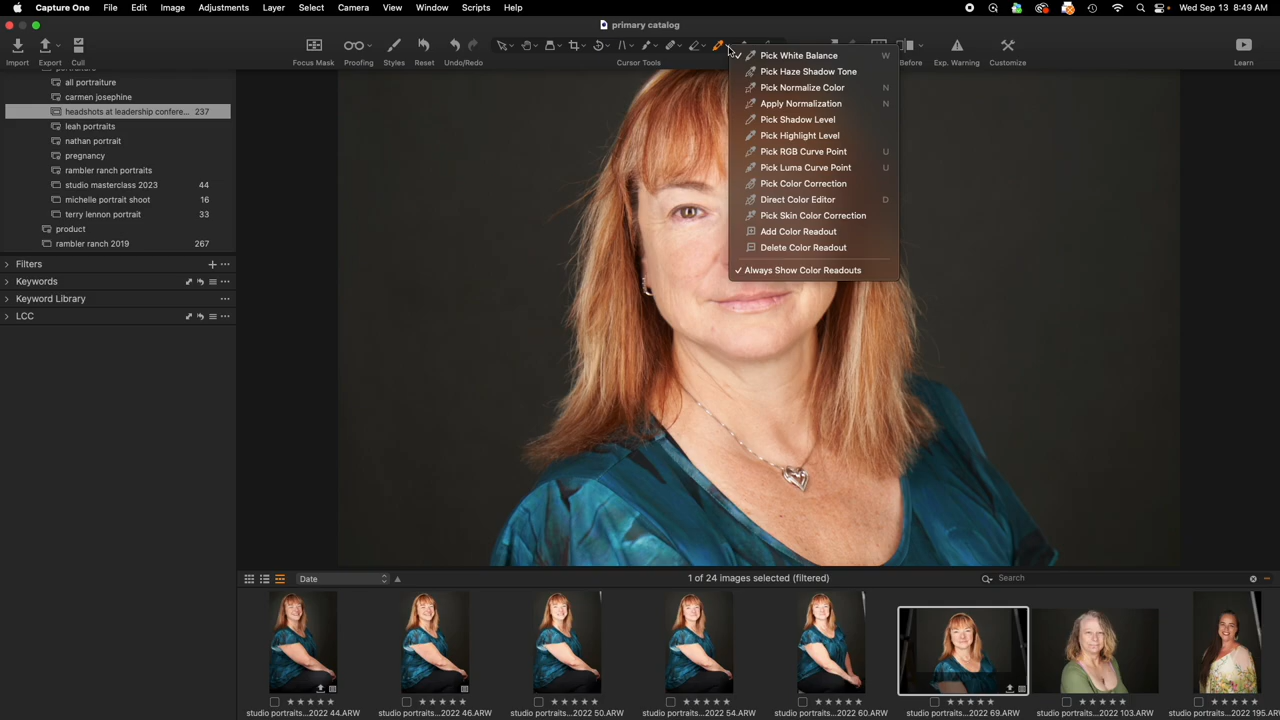 Capture One File Edit Image Adjustments Layer Select Camera View Window Scripts Help Wed Sep 13 8:49 AM
primary catalog
Import Export Cull Focus Mask Proofing Styles Reset Undo/Redo Cursor Tools Before Exp. Warning Customize Learn
all portraiture
carmen josephine
headshots at leadership confere... 237
leah portraits
nathan portrait
pregnancy
rambler ranch portraits
studio masterclass 2023 44
michelle portrait shoot 16
terry lennon portrait 33
product
rambler ranch 2019 267
Filters
Keywords
Keyword Library
LCC
Pick White Balance W
Pick Haze Shadow Tone
Pick Normalize Color N
Apply Normalization N
Pick Shadow Level
Pick Highlight Level
Pick RGB Curve Point U
Pick Luma Curve Point U
Pick Color Correction
Direct Color Editor D
Pick Skin Color Correction
Add Color Readout
Delete Color Readout
Always Show Color Readouts
Date 1 of 24 images selected (filtered) Search
studio portraits...2022 44.ARW studio portraits...2022 46.ARW studio portraits...2022 50.ARW studio portraits...2022 54.ARW studio portraits...2022 60.ARW studio portraits...2022 69.ARW studio portraits...2022 103.ARW studio portraits...2022 195.AR